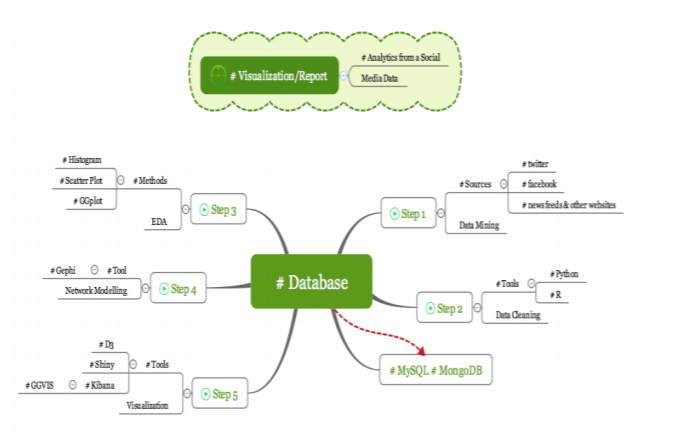 # Visualization/Report
# Analytics from a Social
Media Data
# Histogram
# Scatter Plot
# GGplot
# Methods
EDA
Step 3
Step 1
# Sources
Data Mining
# twitter
# facebook
# news feeds & other websites
# Database
# Gephi
# Tool
Network Modelling
Step 4
Step 2
# Tools
Data Cleaning
# Python
# R
# MySQL # MongoDB
# D3
# Shiny
# GGVIS
# Kibana
# Tools
Visualization
Step 5